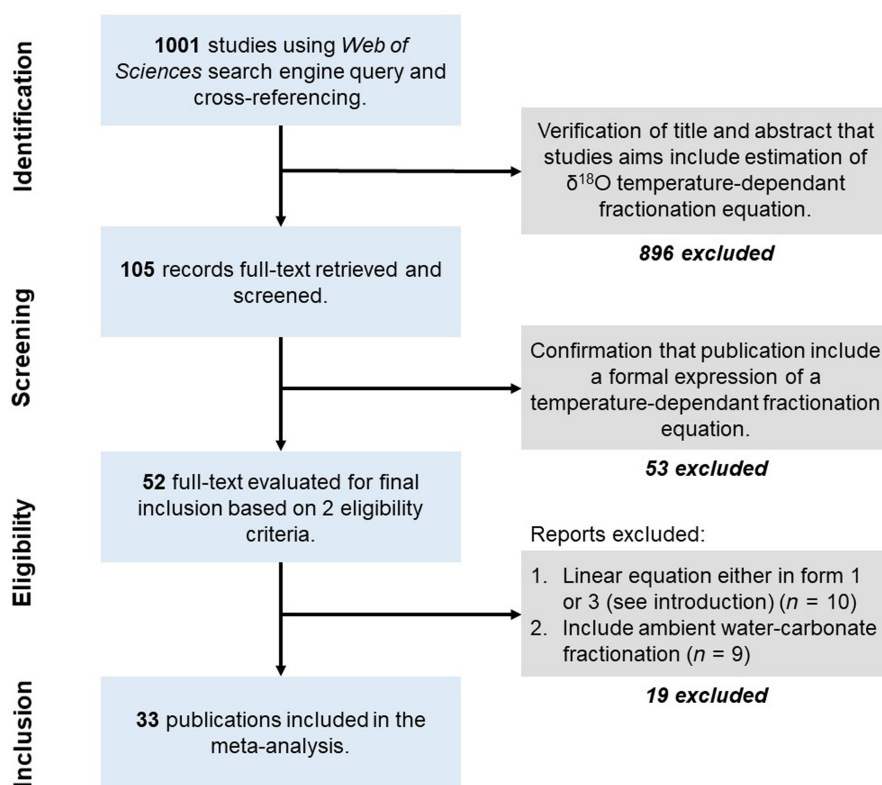 Identification
1001 studies using Web of
Sciences search engine query and
cross-referencing.
Verification of title and abstract that
studies aims include estimation of
δ¹⁸O temperature-dependant
fractionation equation.
896 excluded
Screening
105 records full-text retrieved and
screened.
Confirmation that publication include
a formal expression of a
temperature-dependant fractionation
equation.
53 excluded
Eligibility
52 full-text evaluated for final
inclusion based on 2 eligibility
criteria.
Reports excluded:
1. Linear equation either in form 1
or 3 (see introduction) (n = 10)
2. Include ambient water-carbonate
fractionation (n = 9)
19 excluded
Inclusion
33 publications included in the
meta-analysis.